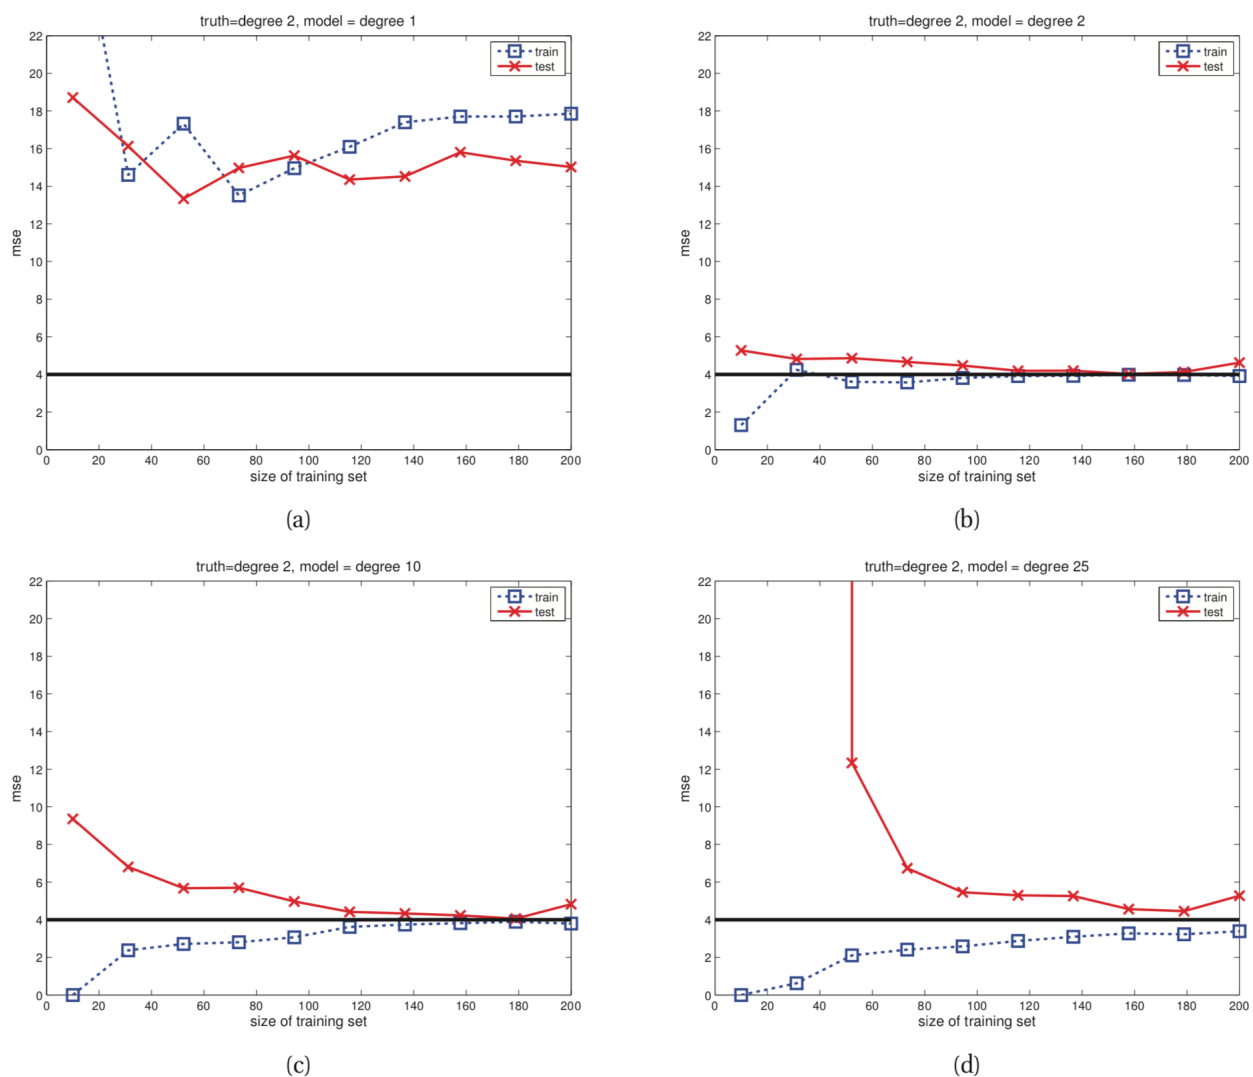 truth=degree 2, model = degree 1
22
20
18
16
14
12
10
8
6
4
2
0
mse
train
test
0 20 40 60 80 100 120 140 160 180 200
size of training set
(a)
truth=degree 2, model = degree 2
22
20
18
16
14
12
10
8
6
4
2
0
mse
train
test
0 20 40 60 80 100 120 140 160 180 200
size of training set
(b)
truth=degree 2, model = degree 10
22
20
18
16
14
12
10
8
6
4
2
0
mse
train
test
0 20 40 60 80 100 120 140 160 180 200
size of training set
(c)
truth=degree 2, model = degree 25
22
20
18
16
14
12
10
8
6
4
2
0
mse
train
test
0 20 40 60 80 100 120 140 160 180 200
size of training set
(d)